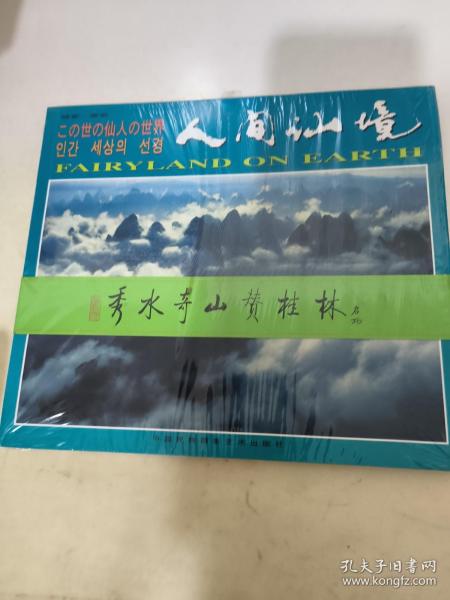 この世の仙人の世界
인간 세상의 선경
人间仙境
FAIRYLAND ON EARTH
秀水奇山赞桂林
孔夫子旧书网
www.kongfz.com